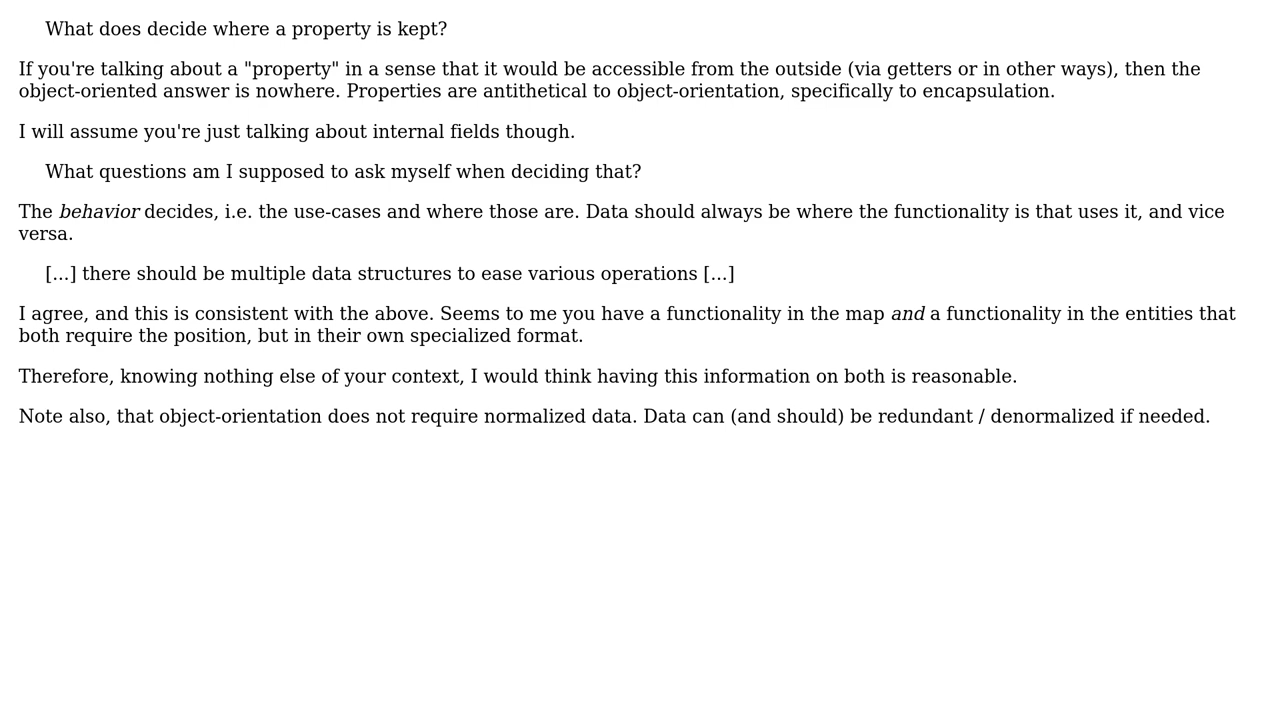 What does decide where a property is kept?
If you're talking about a "property" in a sense that it would be accessible from the outside (via getters or in other ways), then the
object-oriented answer is nowhere. Properties are antithetical to object-orientation, specifically to encapsulation.
I will assume you're just talking about internal fields though.
What questions am I supposed to ask myself when deciding that?
The behavior decides, i.e. the use-cases and where those are. Data should always be where the functionality is that uses it, and vice
versa.
[...] there should be multiple data structures to ease various operations [...]
I agree, and this is consistent with the above. Seems to me you have a functionality in the map and a functionality in the entities that
both require the position, but in their own specialized format.
Therefore, knowing nothing else of your context, I would think having this information on both is reasonable.
Note also, that object-orientation does not require normalized data. Data can (and should) be redundant / denormalized if needed.